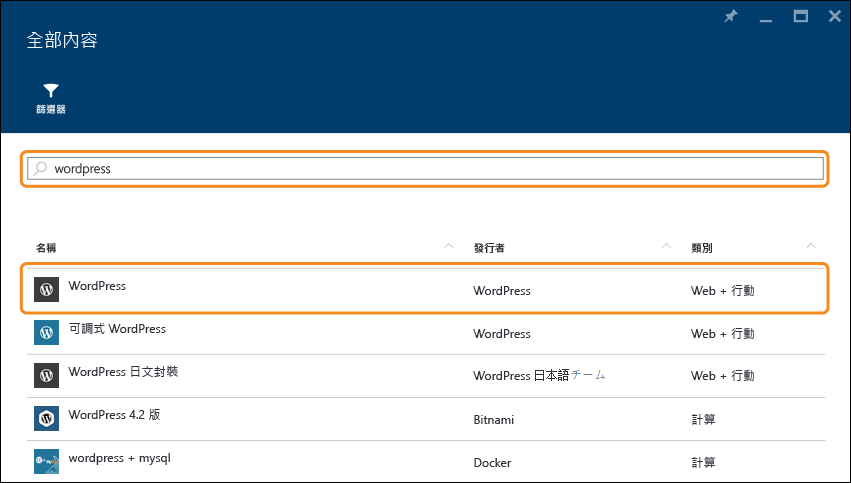 全部內容
篩選器
wordpress
名稱 發行者 類別
WordPress WordPress Web + 行動
可調式 WordPress WordPress Web + 行動
WordPress 日文封裝 WordPress 日本語チーム Web + 行動
WordPress 4.2 版 Bitnami 計算
wordpress + mysql Docker 計算